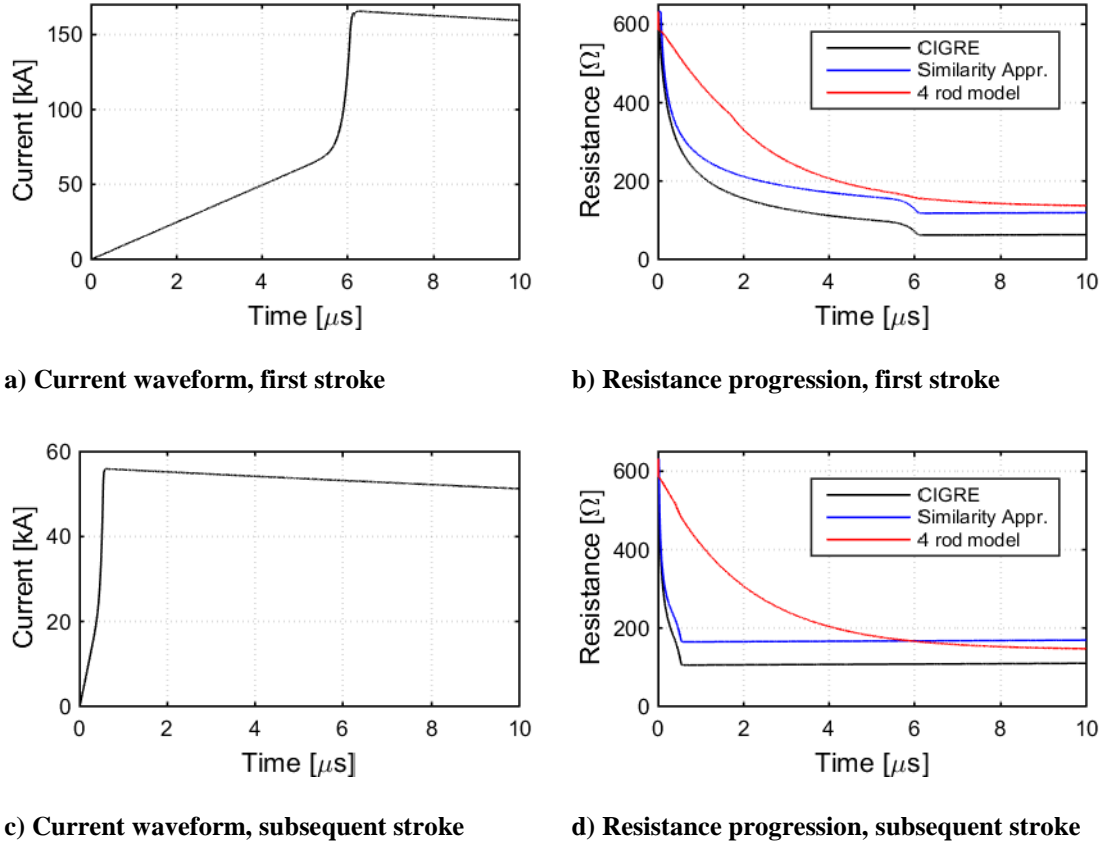 150
100
50
0
Current [kA]
0 2 4 6 8 10
Time [μs]
a) Current waveform, first stroke
600
400
200
0
Resistance [Ω]
CIGRE
Similarity Appr.
4 rod model
0 2 4 6 8 10
Time [μs]
b) Resistance progression, first stroke
60
40
20
0
Current [kA]
0 2 4 6 8 10
Time [μs]
c) Current waveform, subsequent stroke
600
400
200
0
Resistance [Ω]
CIGRE
Similarity Appr.
4 rod model
0 2 4 6 8 10
Time [μs]
d) Resistance progression, subsequent stroke